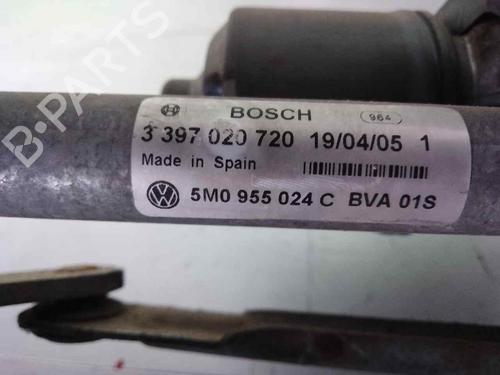 BOSCH 964
3 397 020 720 19/04/05 1
Made in Spain
5M0 955 024 C BVA 01S
B-PARTS